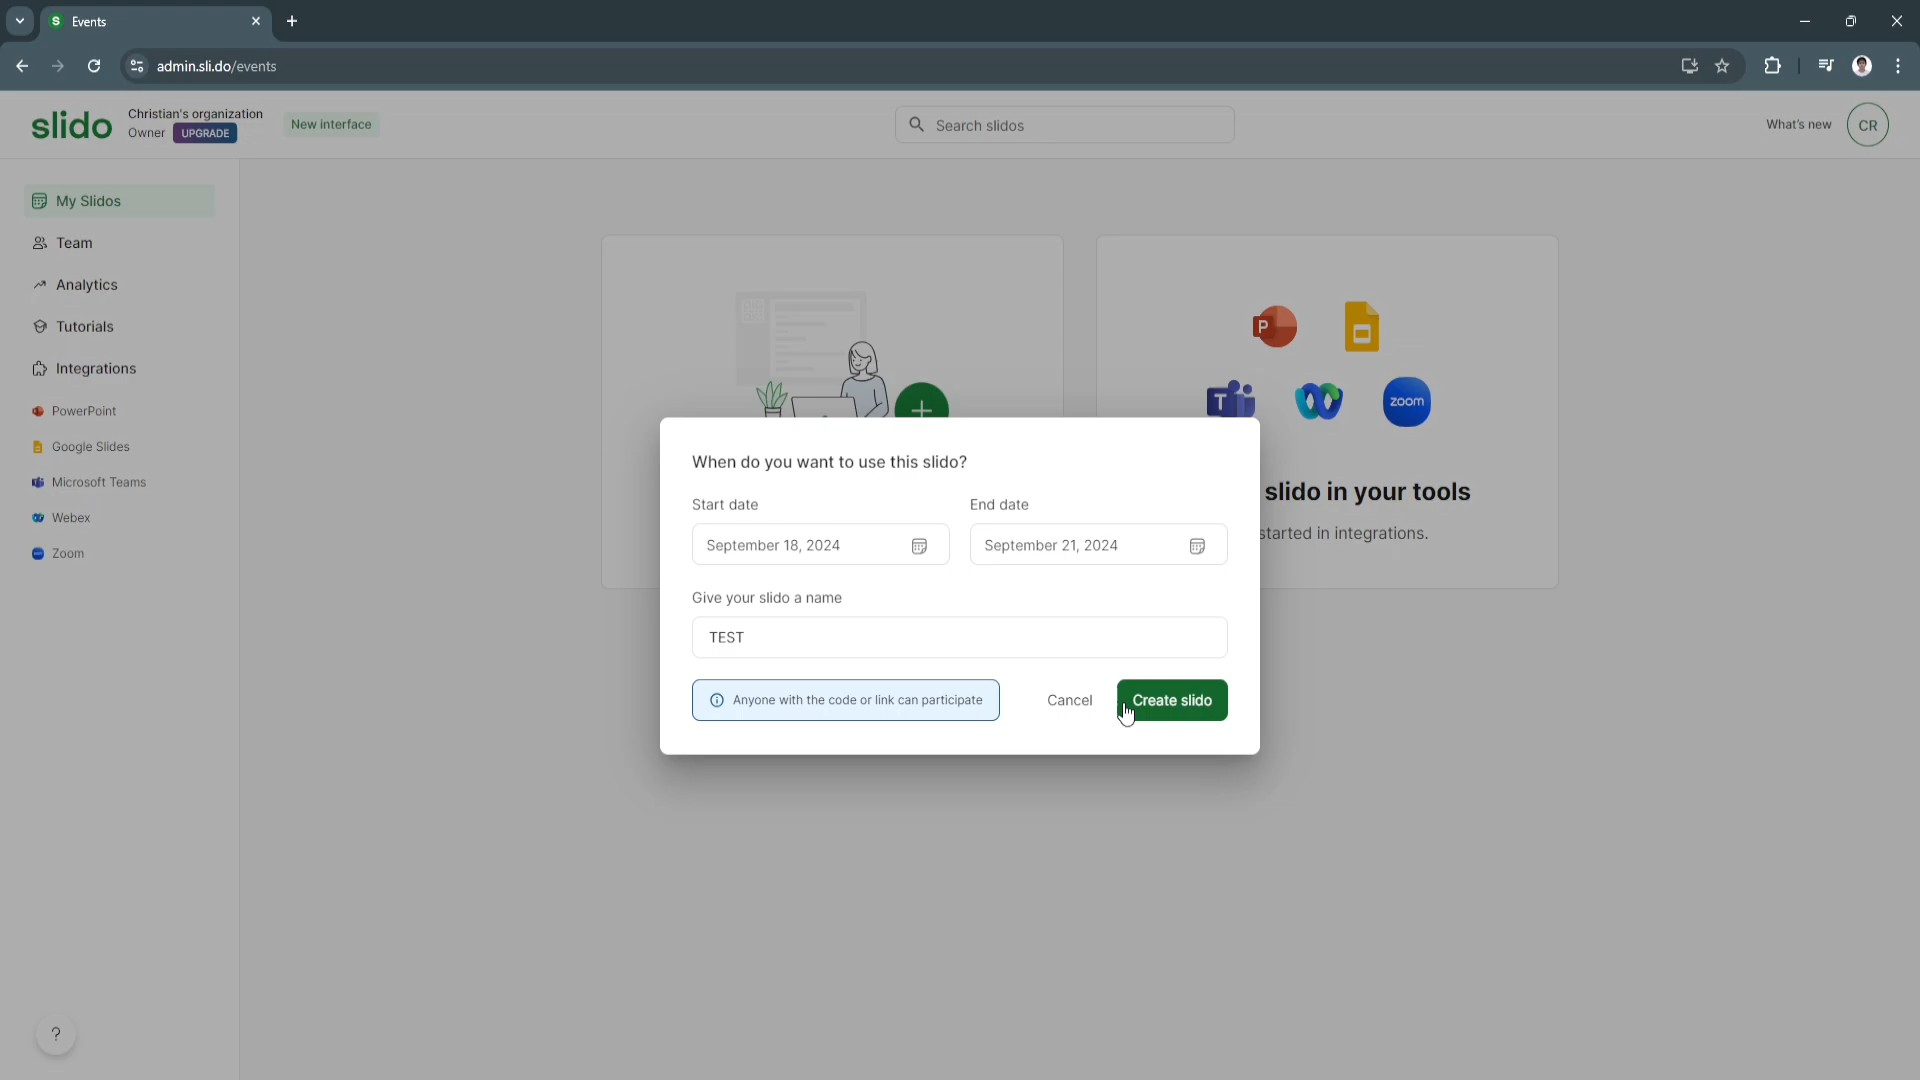 Events
admin.sli.do/events
slido
Christian's organization
Owner UPGRADE
New interface
Search slidos
What's new
CR
My Slidos
Team
Analytics
Tutorials
Integrations
PowerPoint
Google Slides
Microsoft Teams
Webex
Zoom
P
T
zoom
slido in your tools
started in integrations.
When do you want to use this slido?
Start date
End date
September 18, 2024
September 21, 2024
Give your slido a name
TEST
Anyone with the code or link can participate
Cancel
Create slido
?